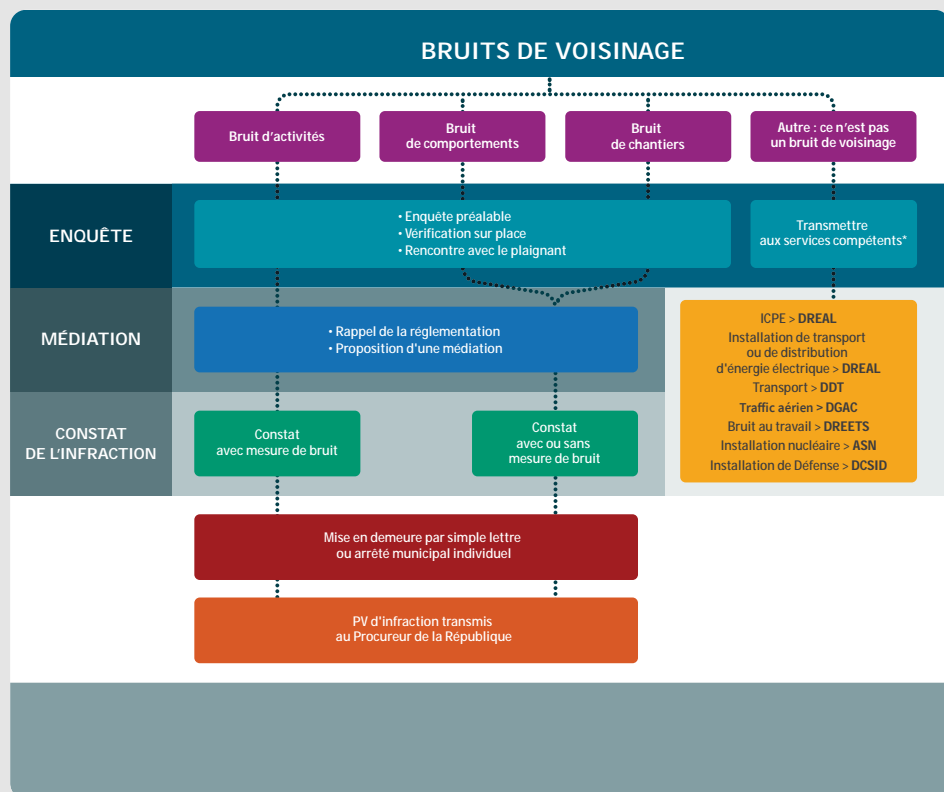 BRUITS DE VOISINAGE
Bruit d'activités
Bruit
de comportements
Bruit
de chantiers
Autre : ce n'est pas
un bruit de voisinage
ENQUÊTE
• Enquête préalable
• Vérification sur place
• Rencontre avec le plaignant
Transmettre
aux services compétents*
MÉDIATION
• Rappel de la réglementation
• Proposition d'une médiation
ICPE > DREAL
Installation de transport
ou de distribution
d'énergie électrique > DREAL
Transport > DDT
Traffic aérien > DGAC
Bruit au travail > DREETS
Installation nucléaire > ASN
Installation de Défense > DCSID
CONSTAT
DE L'INFRACTION
Constat
avec mesure de bruit
Constat
avec ou sans
mesure de bruit
Mise en demeure par simple lettre
ou arrêté municipal individuel
PV d'infraction transmis
au Procureur de la République